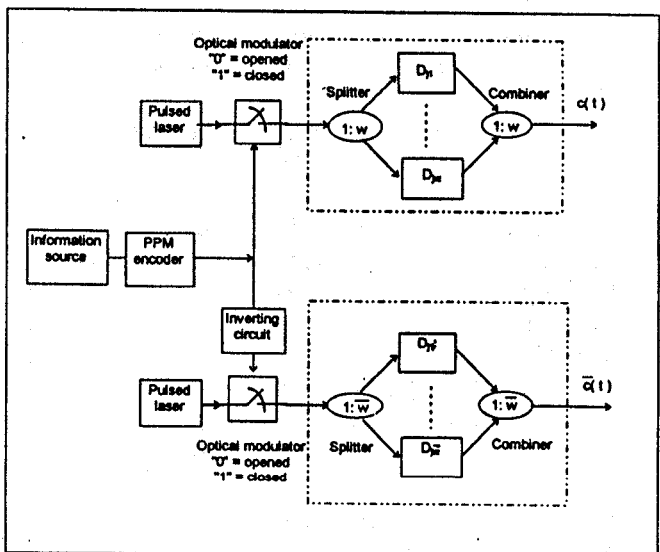 Optical modulator
"0" = opened
"1" = closed
Splitter
Combiner
c(t)
Pulsed
laser
1: w
1: w
Information
source
PPM
encoder
Inverting
circuit
c̄(t)
Pulsed
laser
1: w̄
1: w̄
Optical modulator
"0" = opened
"1" = closed
Splitter
Combiner